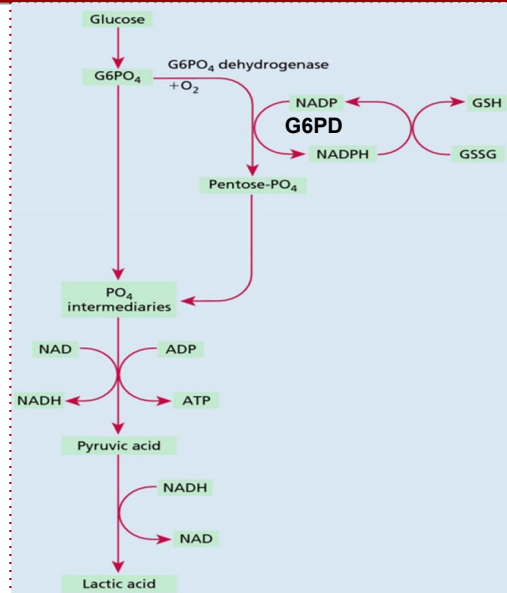 Glucose
G6PO4 dehydrogenase
G6PO4
+O2
NADP
GSH
G6PD
NADPH
GSSG
Pentose-PO4
PO4
intermediaries
NAD
ADP
NADH
ATP
Pyruvic acid
NADH
NAD
Lactic acid